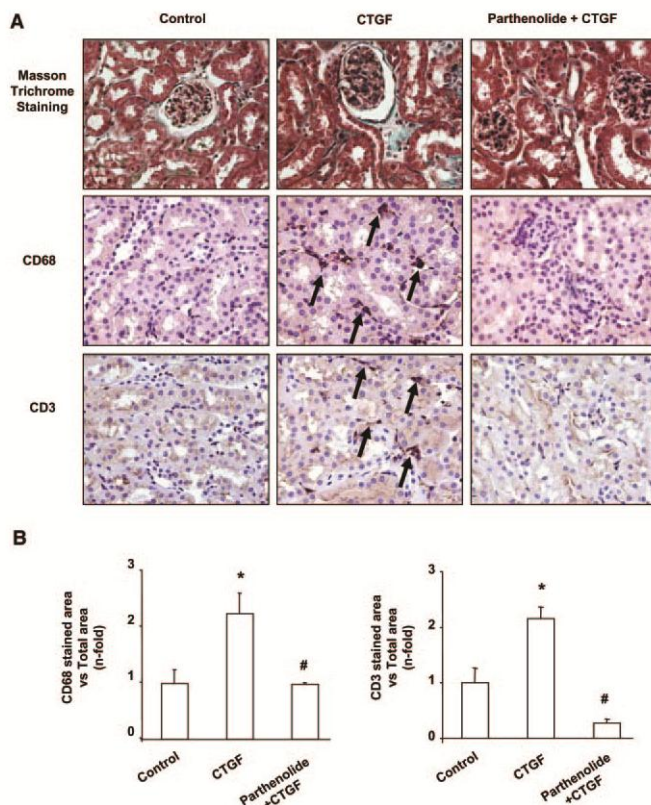 A
Control
CTGF
Parthenolide + CTGF
Masson
Trichrome
Staining
CD68
CD3
B
CD68 stained area
vs Total area
(n-fold)
3
2
1
0
*
#
Control
CTGF
Parthenolide
+CTGF
CD3 stained area
vs Total area
(n-fold)
3
2
1
0
*
#
Control
CTGF
Parthenolide
+CTGF